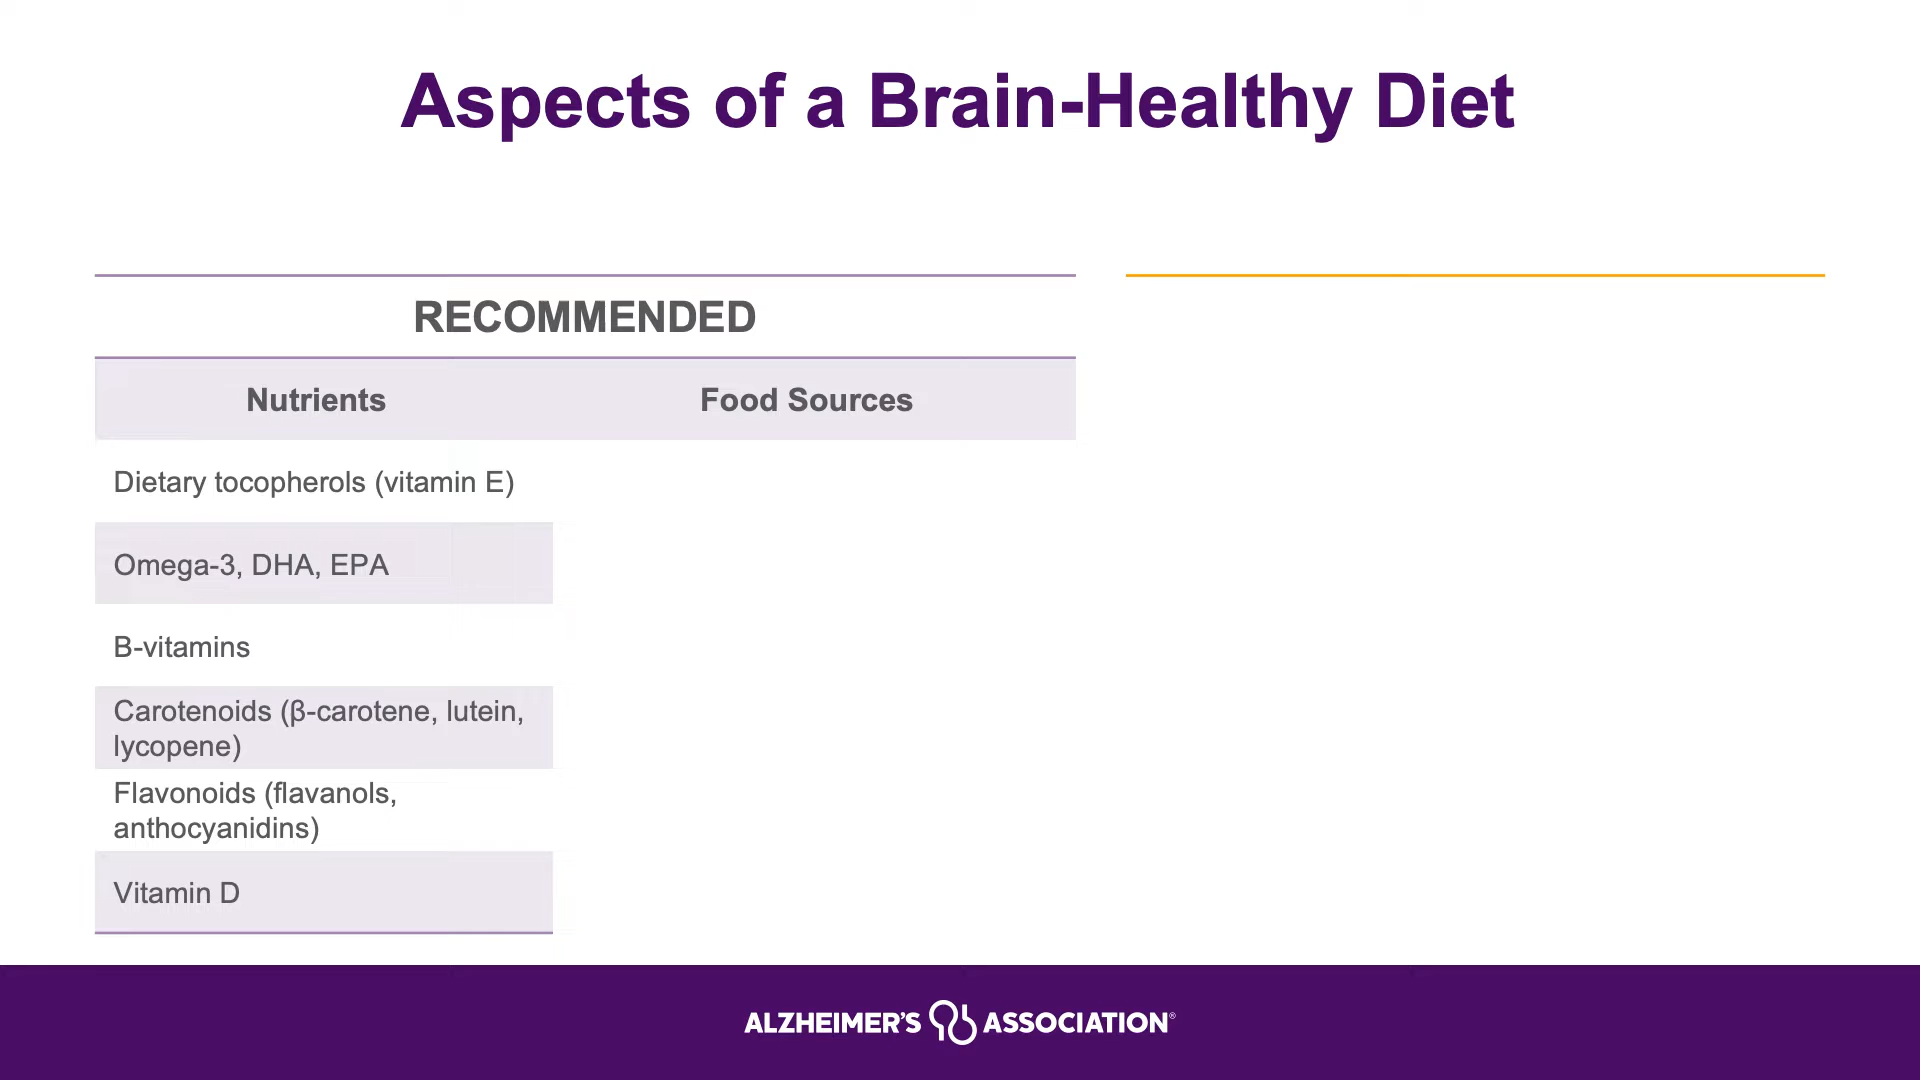 Aspects of a Brain-Healthy Diet
RECOMMENDED
Nutrients Food Sources
Dietary tocopherols (vitamin E)
Omega-3, DHA, EPA
B-vitamins
Carotenoids (β-carotene, lutein,
lycopene)
Flavonoids (flavanols,
anthocyanidins)
Vitamin D
ALZHEIMER'S ASSOCIATION®